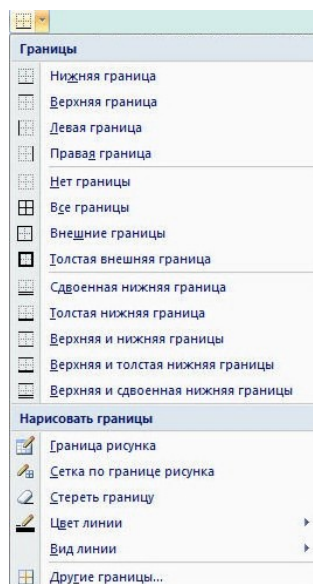 Границы
Нижняя граница
Верхняя граница
Левая граница
Правая граница
Нет границы
Все границы
Внешние границы
Толстая внешняя граница
Сдвоенная нижняя граница
Толстая нижняя граница
Верхняя и нижняя границы
Верхняя и толстая нижняя границы
Верхняя и сдвоенная нижняя границы
Нарисовать границы
Граница рисунка
Сетка по границе рисунка
Стереть границу
Цвет линии
Вид линии
Другие границы...